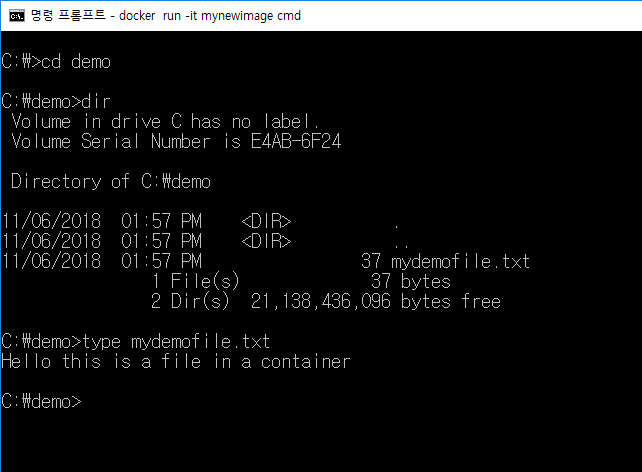 명령 프롬프트 - docker  run -it mynewimage cmd
C:₩>cd demo
C:₩demo>dir
 Volume in drive C has no label.
 Volume Serial Number is E4AB-6F24
 Directory of C:₩demo
11/06/2018  01:57 PM    <DIR>          .
11/06/2018  01:57 PM    <DIR>          ..
11/06/2018  01:57 PM                37 mydemofile.txt
               1 File(s)             37 bytes
               2 Dir(s)  21,138,436,096 bytes free
C:₩demo>type mydemofile.txt
Hello this is a file in a container
C:₩demo>